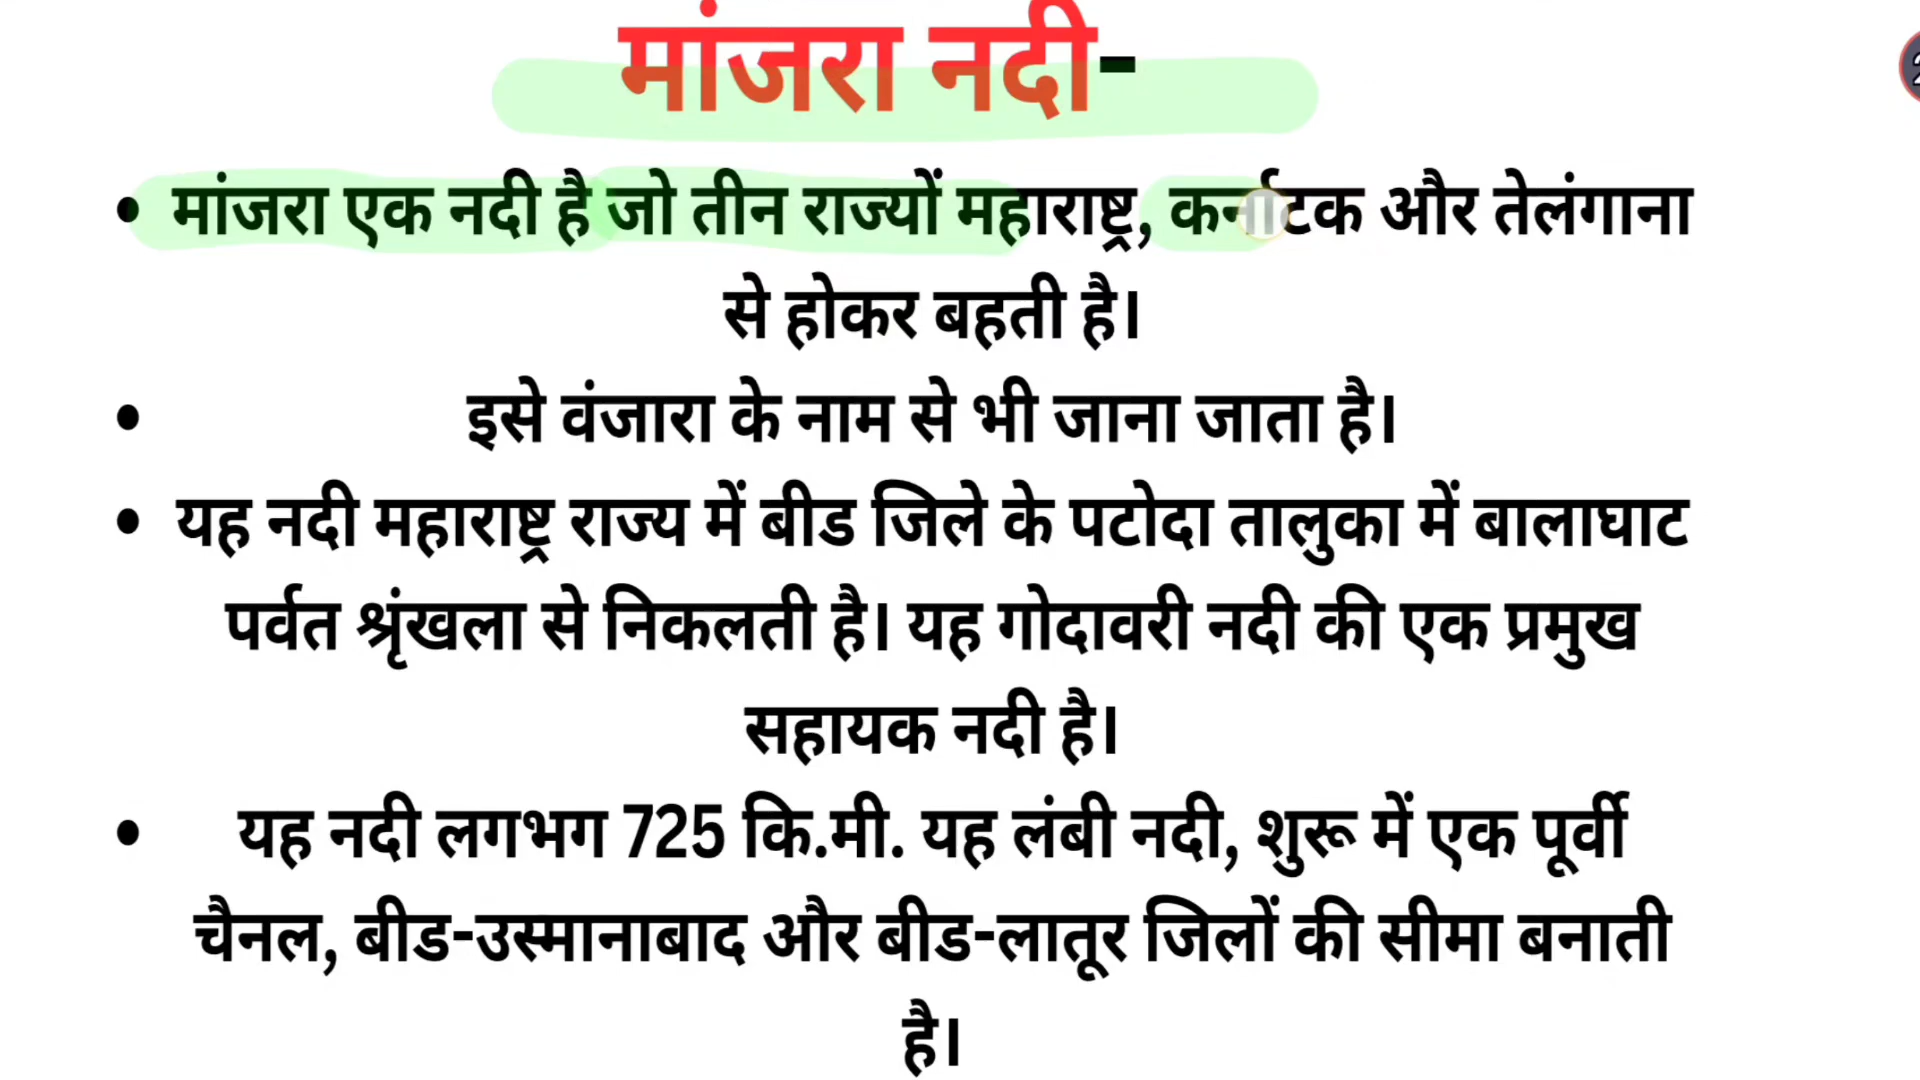 मांजरा नदी-
• मांजरा एक नदी है जो तीन राज्यों महाराष्ट्र, कर्नाटक और तेलंगाना
से होकर बहती है।
• इसे वंजारा के नाम से भी जाना जाता है।
• यह नदी महाराष्ट्र राज्य में बीड जिले के पटोदा तालुका में बालाघाट
पर्वत श्रृंखला से निकलती है। यह गोदावरी नदी की एक प्रमुख
सहायक नदी है।
• यह नदी लगभग 725 कि.मी. यह लंबी नदी, शुरू में एक पूर्वी
चैनल, बीड-उस्मानाबाद और बीड-लातूर जिलों की सीमा बनाती
है।